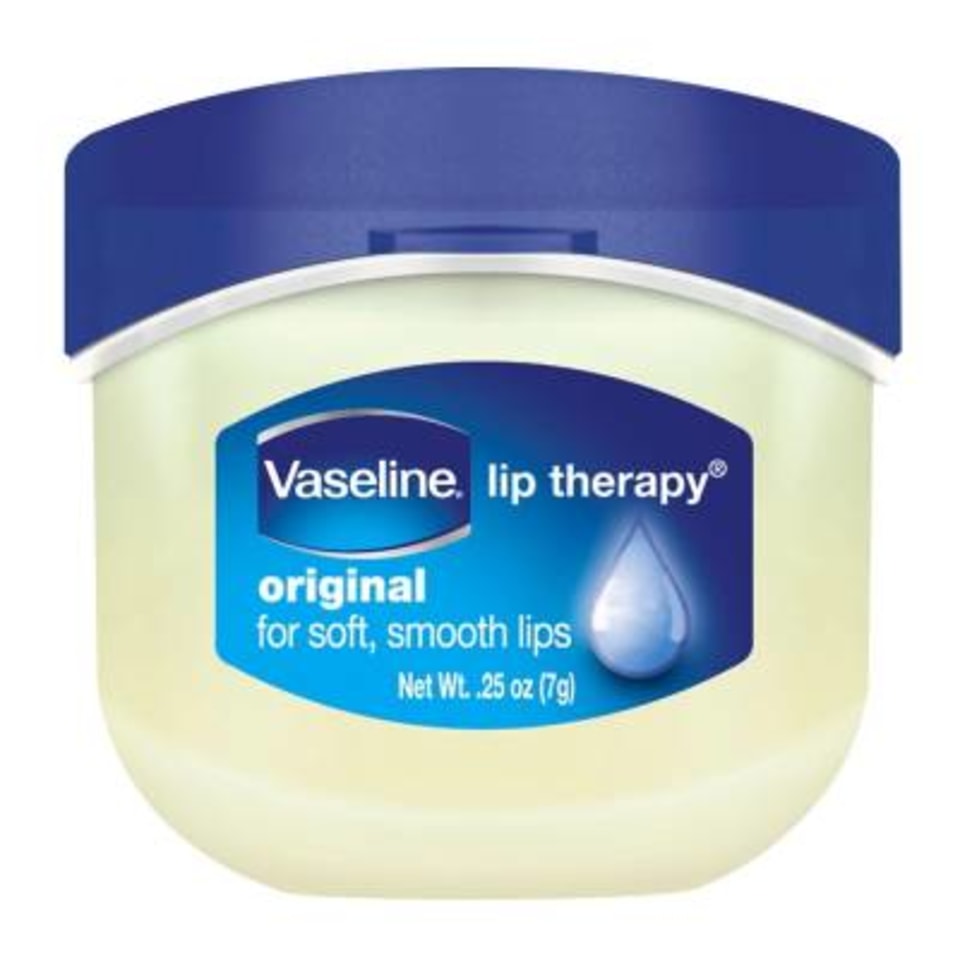 Vaseline. lip therapy®
original
for soft, smooth lips
Net Wt. .25 oz (7g)